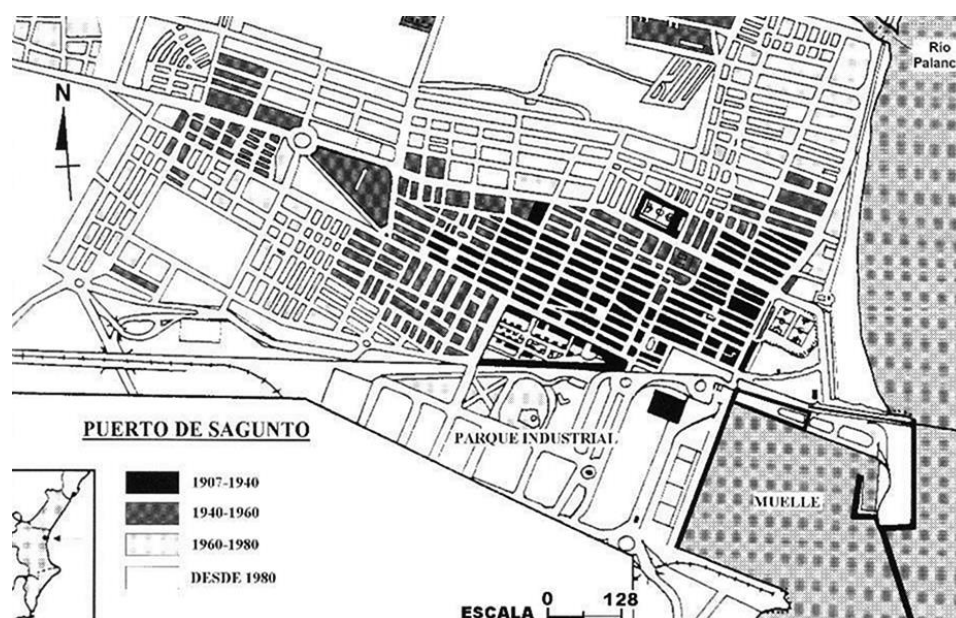 Rio
Palanc
N
PUERTO DE SAGUNTO
PARQUE INDUSTRIAL
1907-1940
1940-1960
1960-1980
DESDE 1980
MUELLE
ESCALA 0 128